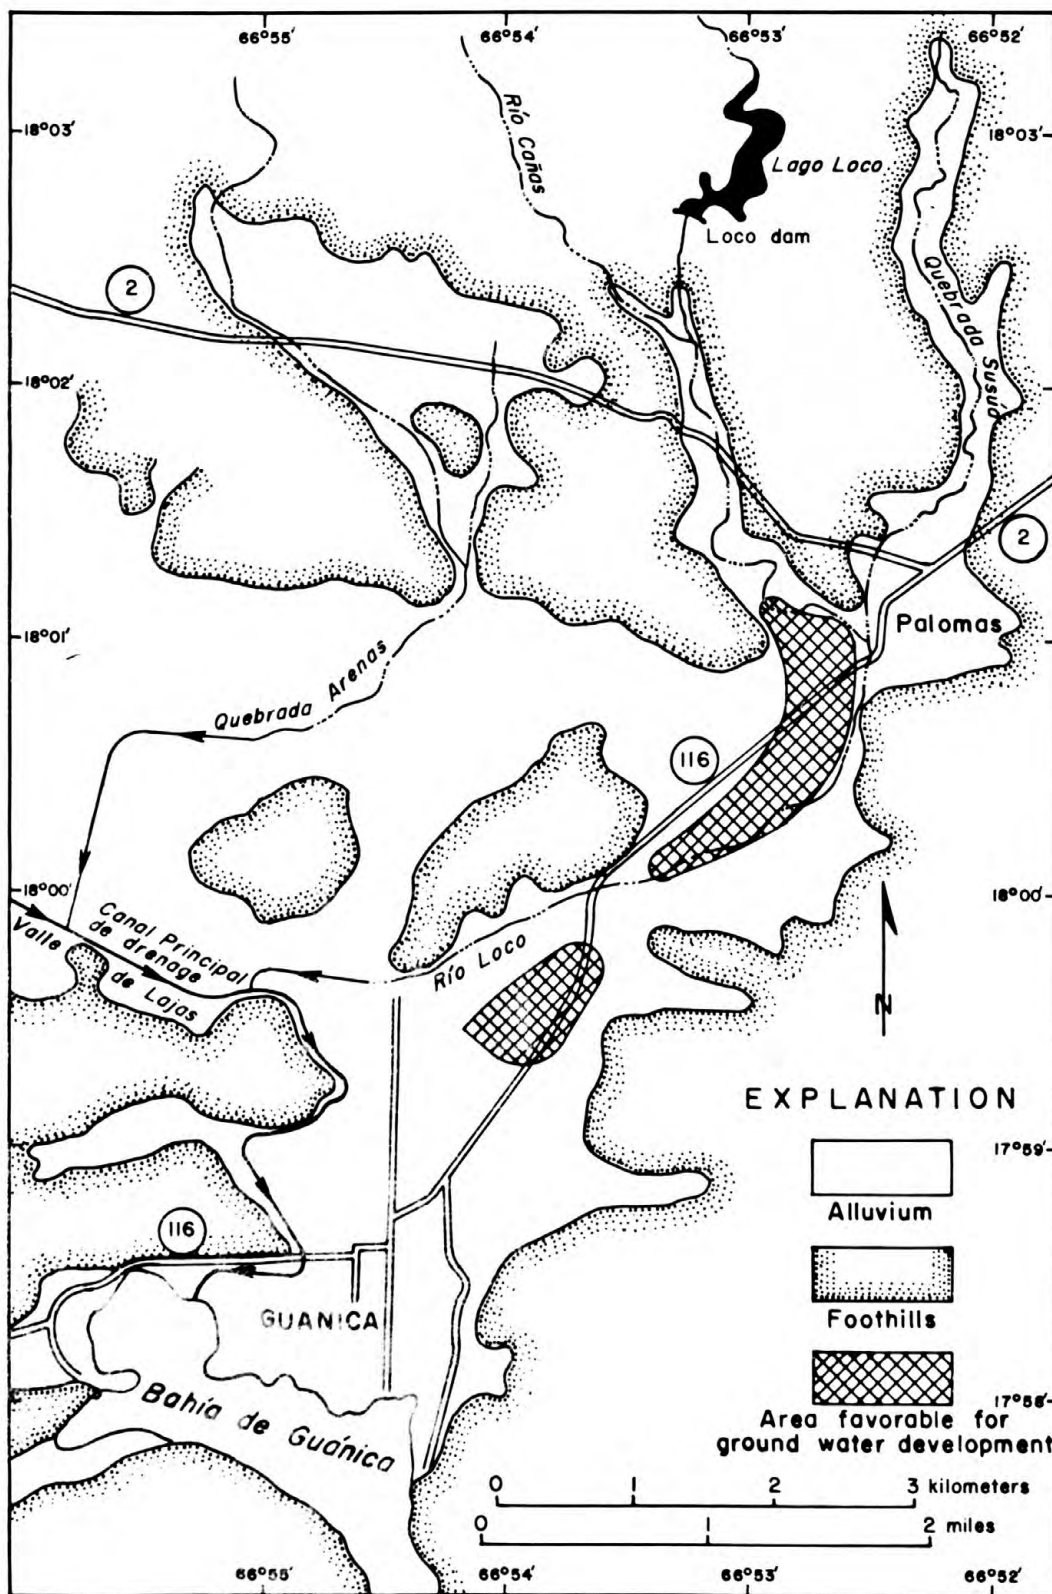 66°55'
66°54'
66°53'
66°52'
18°03'
18°03'
Río Cañas
Lago Loco
Loco dam
Quebrada Susúa
2
18°02'
2
18°01'
Palomas
Quebrada Arenas
116
18°00'
18°00'
Canal Principal
de drenage
Valle de Lajas
Río Loco
N
EXPLANATION
17°59'
Alluvium
116
Foothills
GUANICA
17°58'
Area favorable for
ground water development
Bahía de Guánica
0 1 2 3 kilometers
0 1 2 miles
66°55'
66°54'
66°53'
66°52'